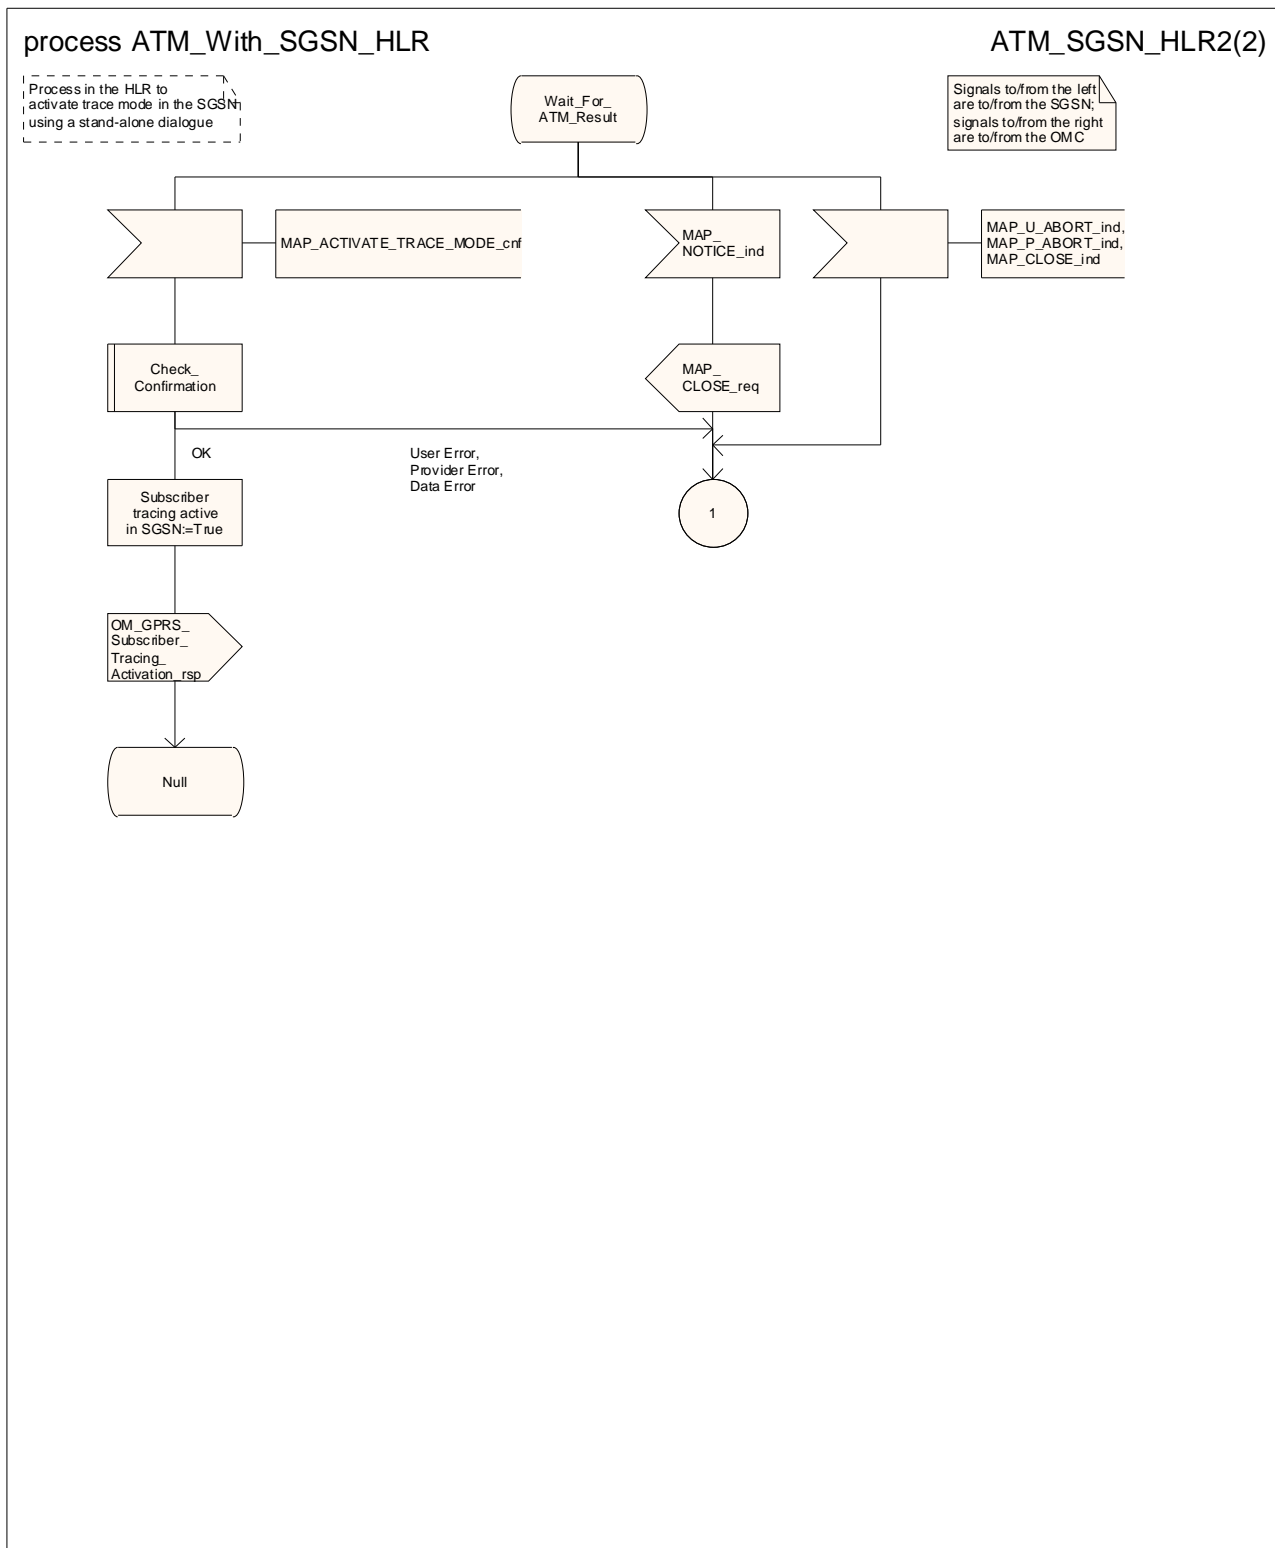 process ATM_With_SGSN_HLR
ATM_SGSN_HLR2(2)
Process in the HLR to
activate trace mode in the SGSN
using a stand-alone dialogue
Wait_For_
ATM_Result
Signals to/from the left
are to/from the SGSN;
signals to/from the right
are to/from the OMC
MAP_ACTIVATE_TRACE_MODE_cnf
MAP_
NOTICE_ind
MAP_U_ABORT_ind,
MAP_P_ABORT_ind,
MAP_CLOSE_ind
Check_
Confirmation
MAP_
CLOSE_req
OK
User Error,
Provider Error,
Data Error
Subscriber
tracing active
in SGSN:=True
1
OM_GPRS_
Subscriber_
Tracing_
Activation_rsp
Null